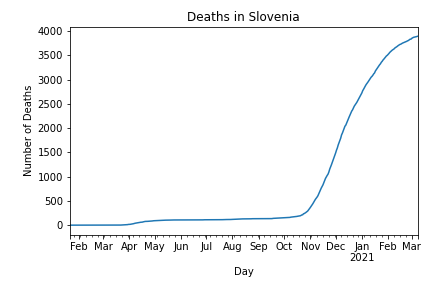 Deaths in Slovenia
4000
3500
3000
2500
2000
1500
1000
500
0
Number of Deaths
Feb Mar Apr May Jun Jul Aug Sep Oct Nov Dec Jan Feb Mar
2021
Day